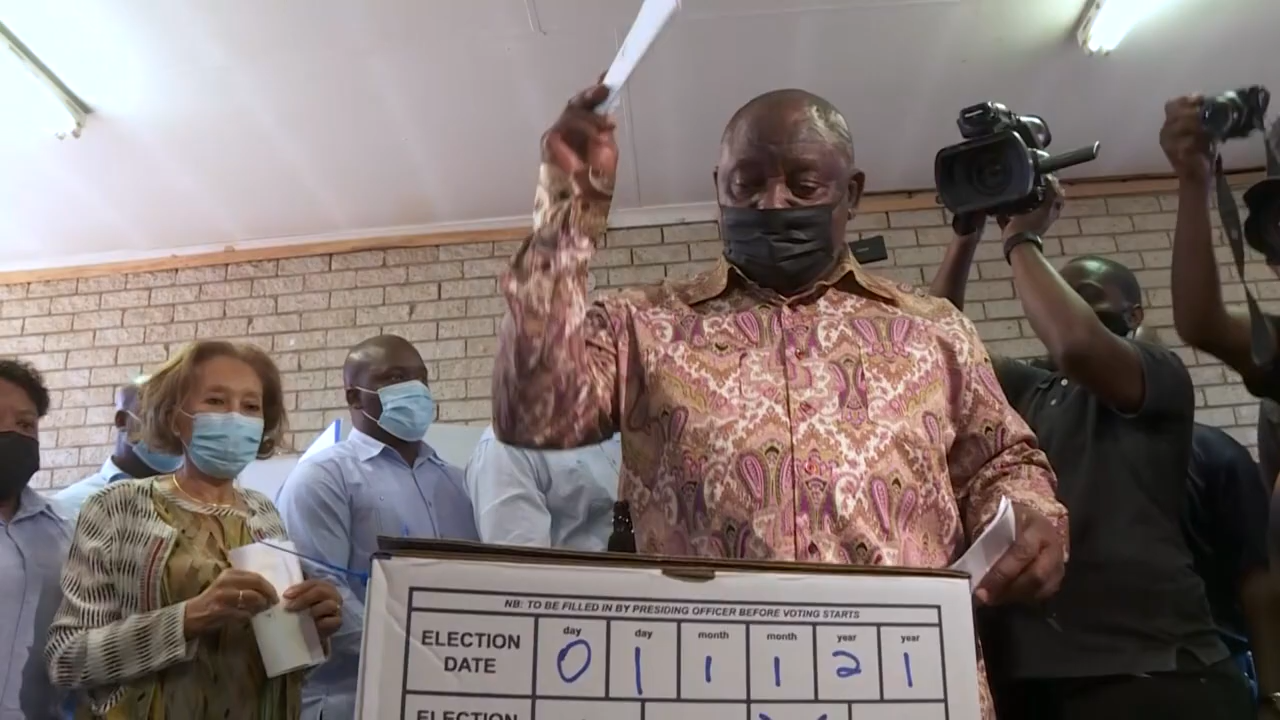 NB: TO BE FILLED IN BY PRESIDING OFFICER BEFORE VOTING STARTS
day day month month year year
ELECTION DATE 0 1 1 1 2 1
ELECTION